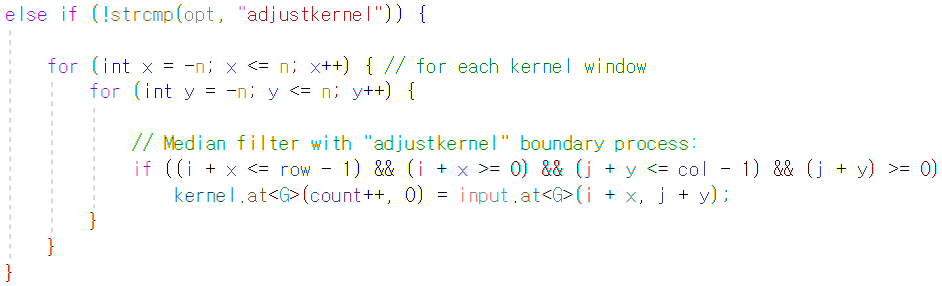 else if (!strcmp(opt, "adjustkernel")) {
for (int x = -n; x <= n; x++) { // for each kernel window
for (int y = -n; y <= n; y++) {
// Median filter with "adjustkernel" boundary process:
if ((i + x <= row - 1) && (i + x >= 0) && (j + y <= col - 1) && (j + y) >= 0)
kernel.at<G>(count++, 0) = input.at<G>(i + x, j + y);
}
}
}